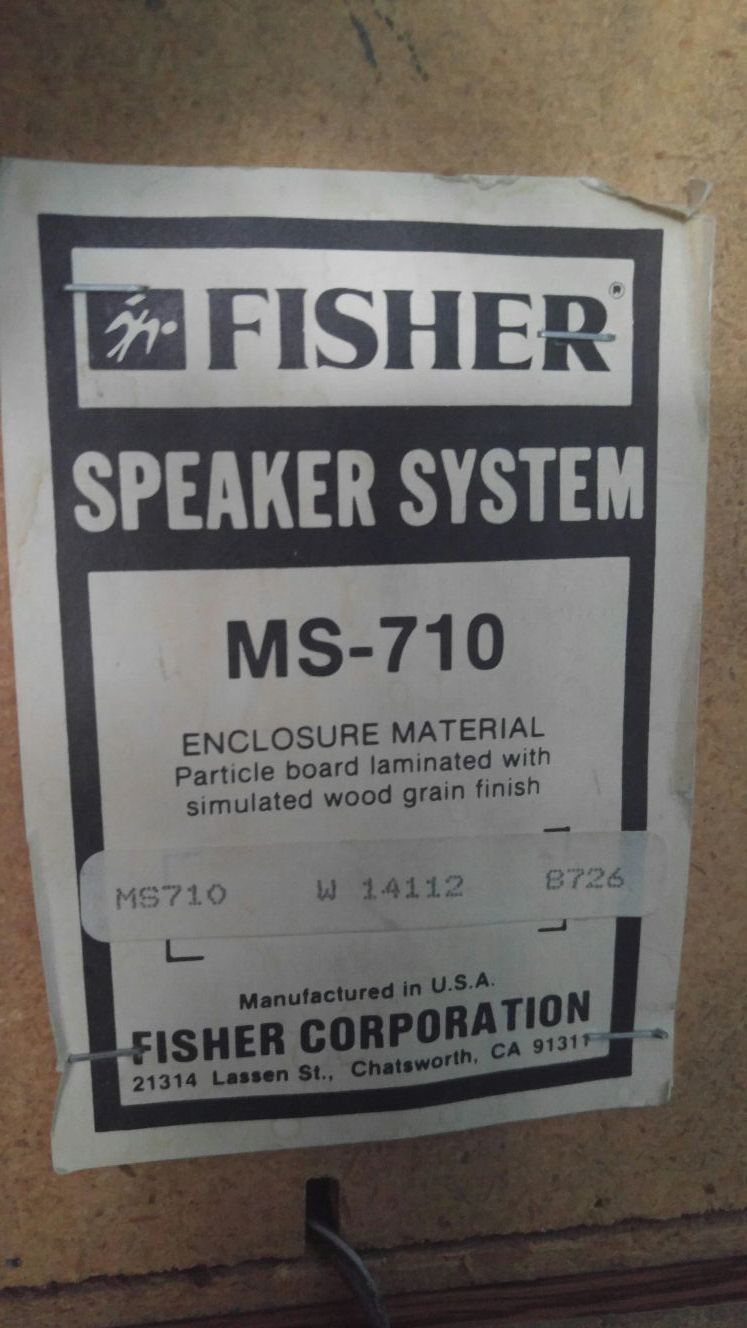 FISHER®
SPEAKER SYSTEM
MS-710
ENCLOSURE MATERIAL
Particle board laminated with
simulated wood grain finish
MS710 W 14112 8726
Manufactured in U.S.A.
FISHER CORPORATION
21314 Lassen St., Chatsworth, CA 91311